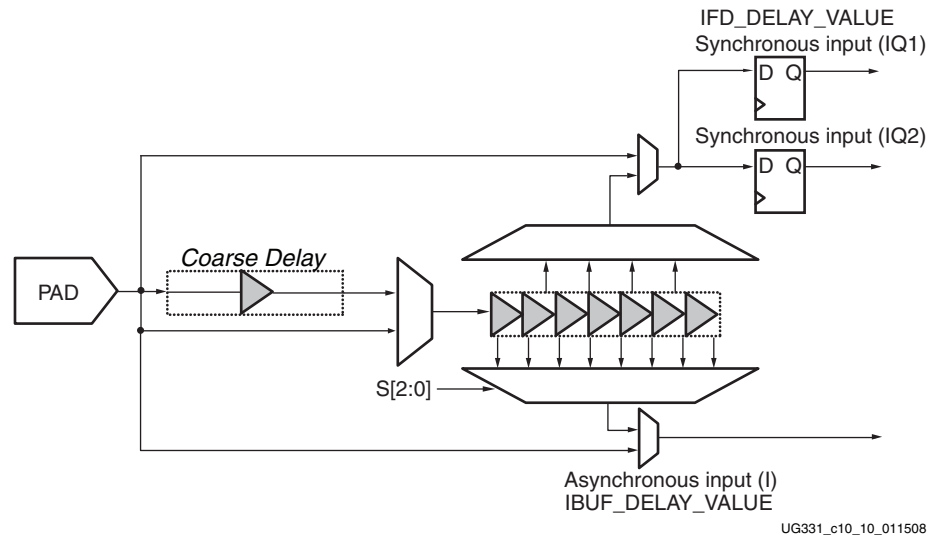 IFD_DELAY_VALUE
Synchronous input (IQ1)
D Q
Synchronous input (IQ2)
D Q
Coarse Delay
PAD
S[2:0]
Asynchronous input (I)
IBUF_DELAY_VALUE
UG331_c10_10_011508